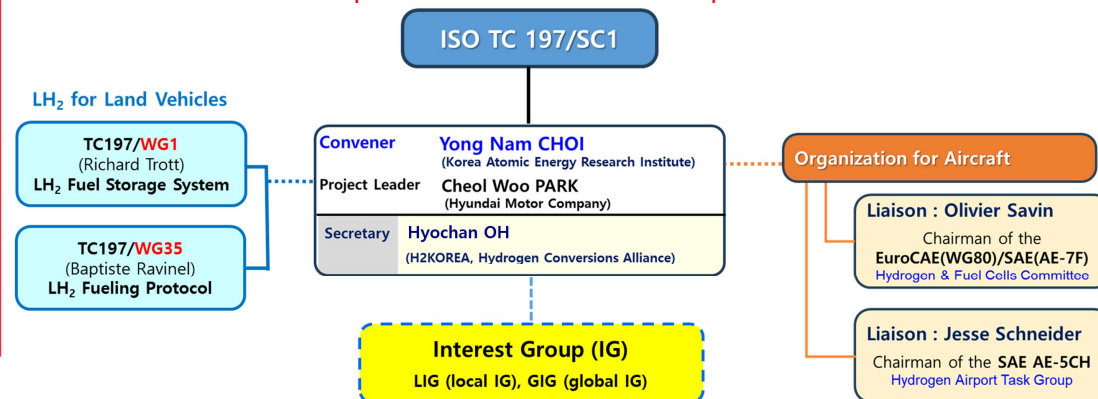 ISO TC 197/SC1
LH₂ for Land Vehicles
TC197/WG1
(Richard Trott)
LH₂ Fuel Storage System
TC197/WG35
(Baptiste Ravinel)
LH₂ Fueling Protocol
Convener Yong Nam CHOI
(Korea Atomic Energy Research Institute)
Project Leader Cheol Woo PARK
(Hyundai Motor Company)
Secretary Hyochan OH
(H2KOREA, Hydrogen Conversions Alliance)
Interest Group (IG)
LIG (local IG), GIG (global IG)
Organization for Aircraft
Liaison : Olivier Savin
Chairman of the
EuroCAE(WG80)/SAE(AE-7F)
Hydrogen & Fuel Cells Committee
Liaison : Jesse Schneider
Chairman of the SAE AE-5CH
Hydrogen Airport Task Group